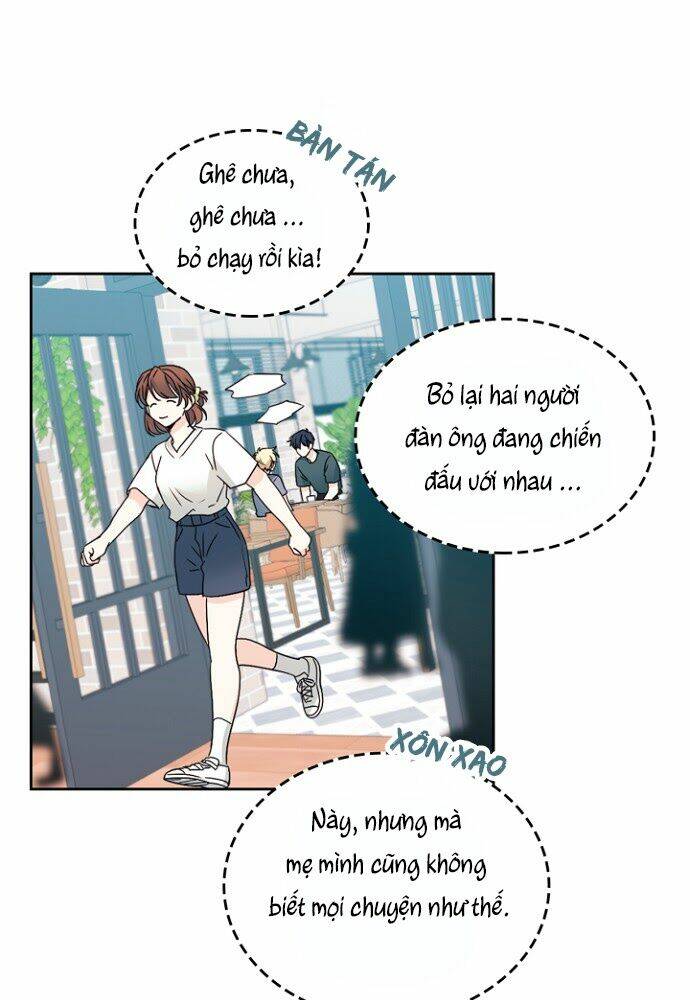 BÀN TÁN
Ghê chưa,
ghê chưa ...
bỏ chạy rồi kìa!
Bỏ lại hai người
đàn ông đang chiến
đấu với nhau ...
XÔN XAO
Này, nhưng mà
mẹ mình cũng không
biết mọi chuyện như thế.